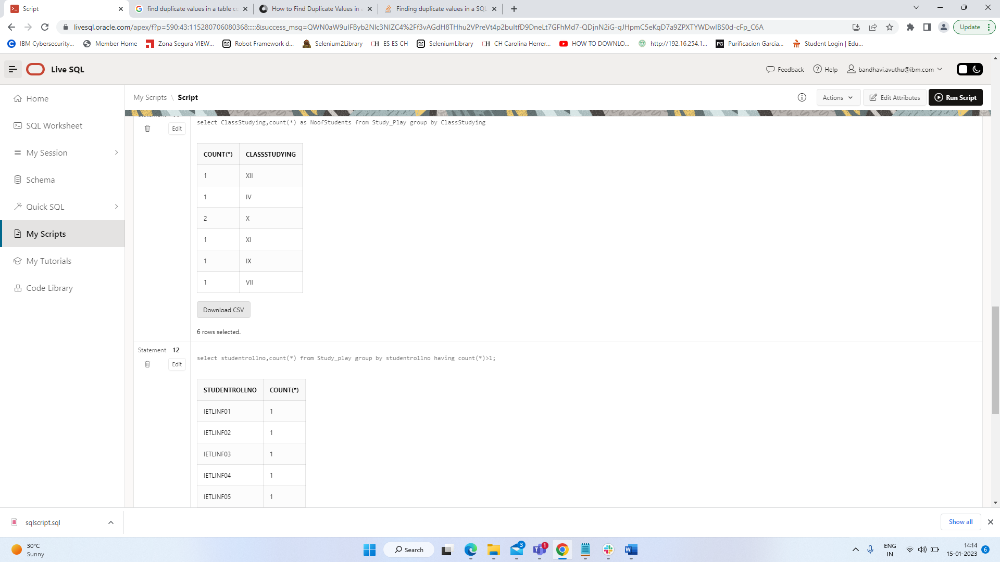 Script
find duplicate values in a table co
How to Find Duplicate Values in a
Finding duplicate values in a SQL
livesql.oracle.com/apex/f?p=590:43:115280706080368:::::&success_msg=QWN0aW9uIFByb2Nlc3NlZC4%2Ff3vAGdH8THhu2VPreVt4p2buItfD9DneLt7GFhMd7-QDjnN2iG-qJHpmC5eKqD7a9ZPXTYWDwIBS0d-cFp_C6A
Update
IBM Cybersecurity...
Member Home
Zona Segura VIEW...
Robot Framework d...
Selenium2Library
CH ES ES CH
SeleniumLibrary
CH CH Carolina Herrer...
HOW TO DOWNLO...
http://192.16.254.1...
PG Purificacion Garcia...
Student Login | Edu...
Live SQL
Feedback
Help
bandhavi.avuthu@ibm.com
Home
SQL Worksheet
My Session
Schema
Quick SQL
My Scripts
My Tutorials
Code Library
My Scripts \ Script
Actions
Edit Attributes
Run Script
Edit
select ClassStudying,count(*) as NoofStudents from Study_Play group by ClassStudying
COUNT(*) CLASSSTUDYING
1 XII
1 IV
2 X
1 XI
1 IX
1 VII
Download CSV
6 rows selected.
Statement 12
Edit
select studentrollno,count(*) from Study_play group by studentrollno having count(*)>1;
STUDENTROLLNO COUNT(*)
IETLINF01 1
IETLINF02 1
IETLINF03 1
IETLINF04 1
IETLINF05 1
sqlscript.sql
Show all
30°C
Sunny
Search
3
1
ENG
IN
14:14
15-01-2023
6